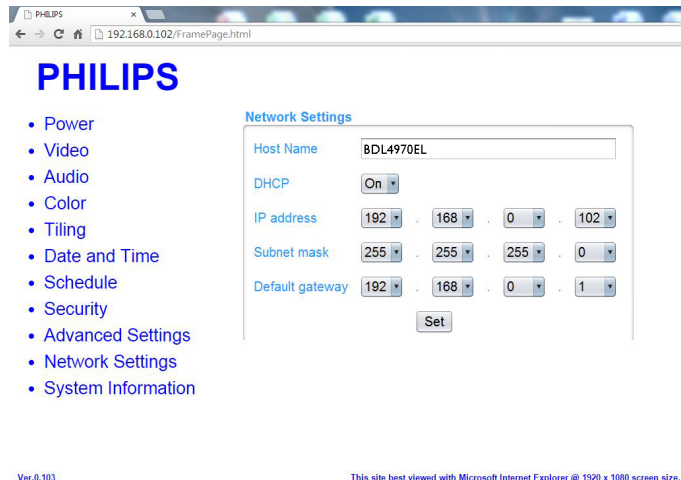 PHILIPS
192.168.0.102/FramePage.html
PHILIPS
Power
Video
Audio
Color
Tiling
Date and Time
Schedule
Security
Advanced Settings
Network Settings
System Information
Network Settings
Host Name BDL4970EL
DHCP On
IP address 192 . 168 . 0 . 102
Subnet mask 255 . 255 . 255 . 0
Default gateway 192 . 168 . 0 . 1
Set
Ver.0.103
This site best viewed with Microsoft Internet Explorer @ 1920 x 1080 screen size.